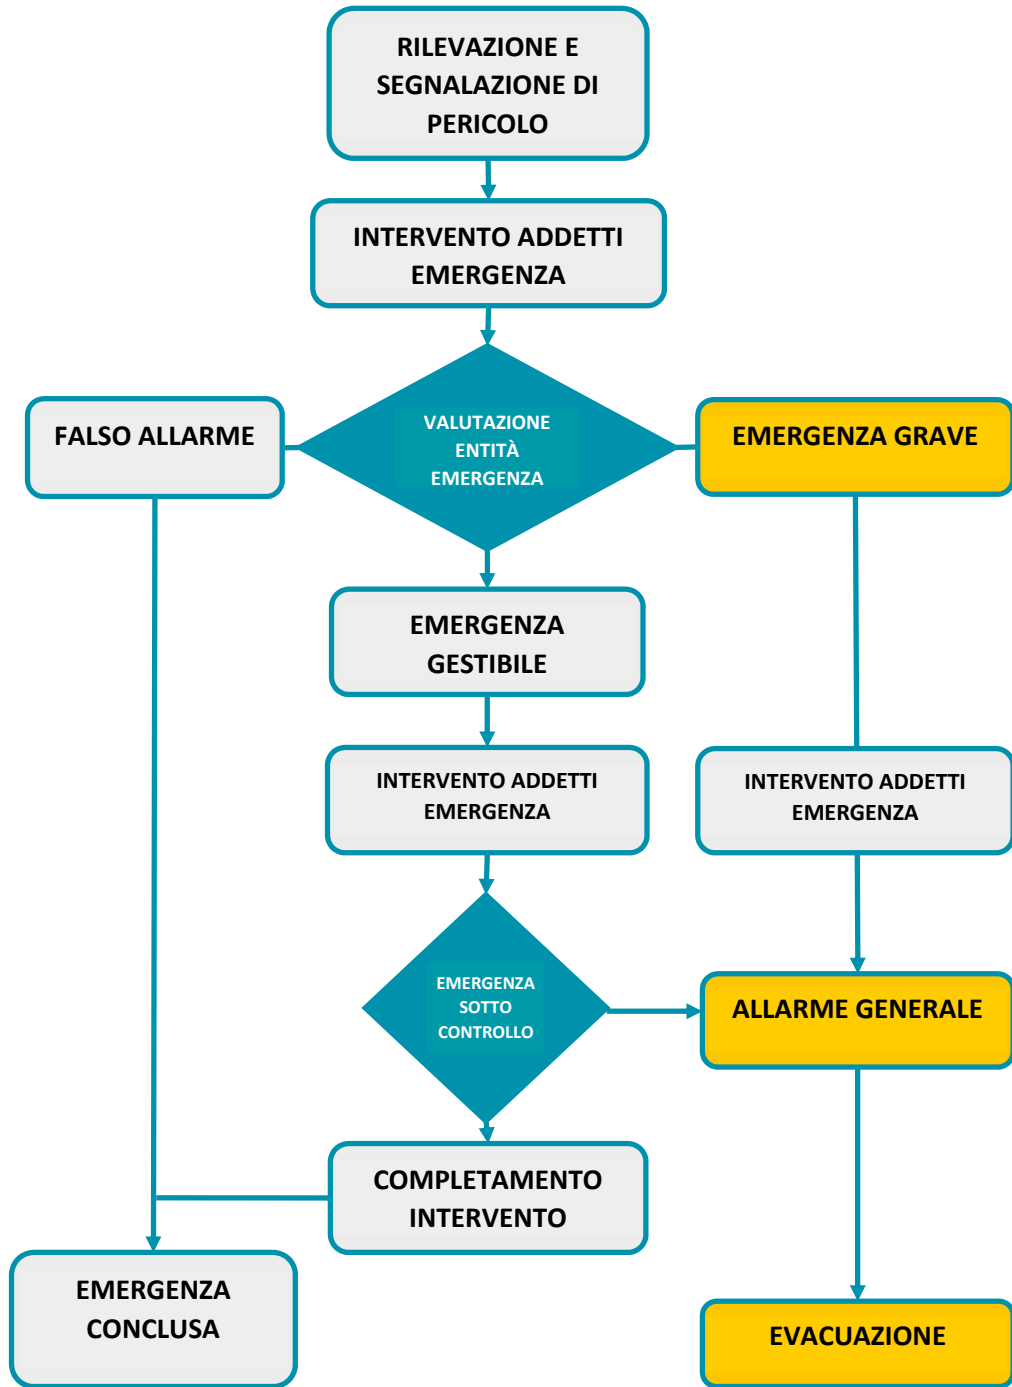 RILEVAZIONE E
SEGNALAZIONE DI
PERICOLO
INTERVENTO ADDETTI
EMERGENZA
FALSO ALLARME
VALUTAZIONE
ENTITÀ
EMERGENZA
EMERGENZA GRAVE
EMERGENZA
GESTIBILE
INTERVENTO ADDETTI
EMERGENZA
INTERVENTO ADDETTI
EMERGENZA
EMERGENZA
SOTTO
CONTROLLO
ALLARME GENERALE
COMPLETAMENTO
INTERVENTO
EMERGENZA
CONCLUSA
EVACUAZIONE